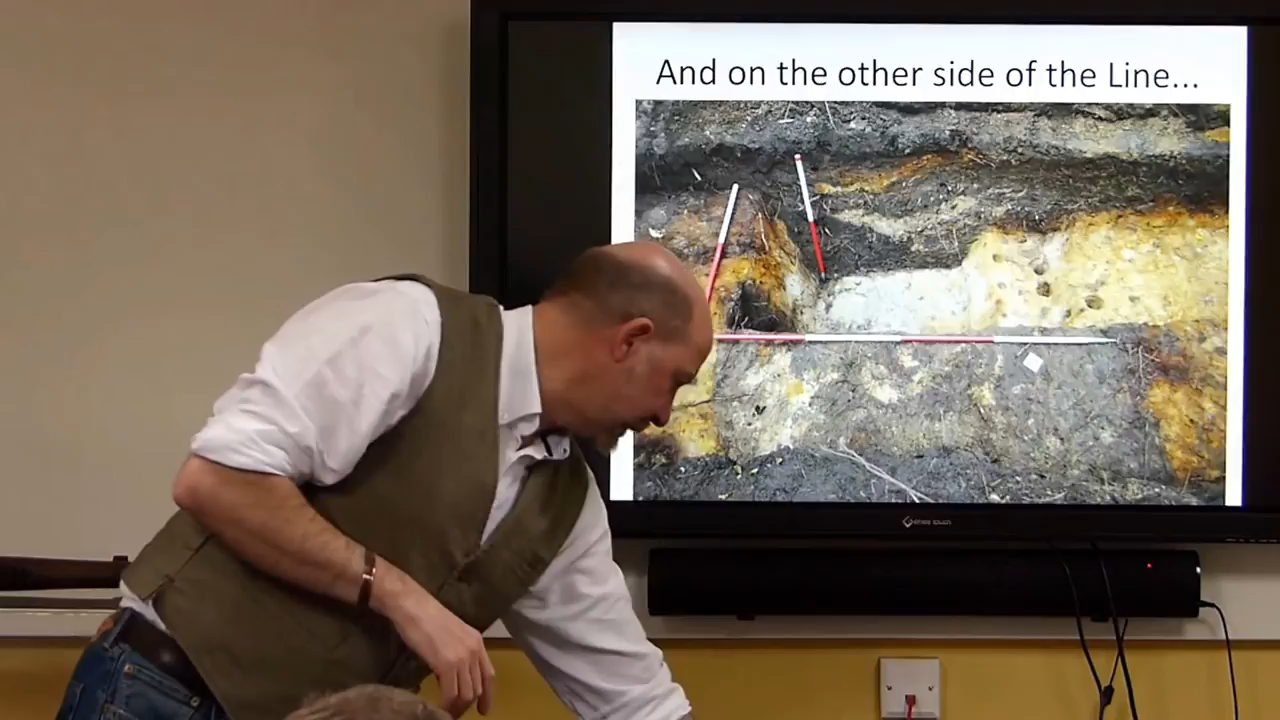 And on the other side of the Line...